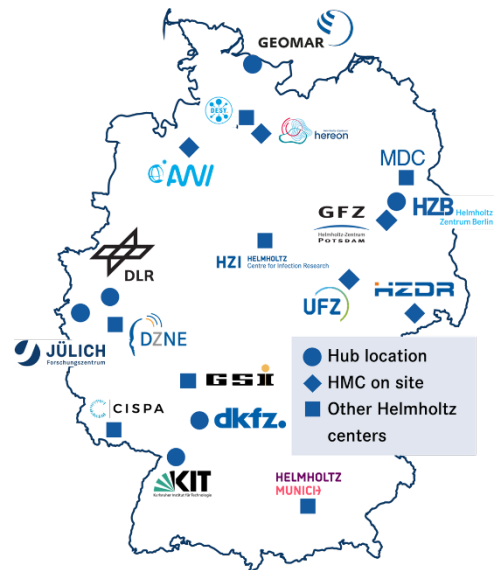 GEOMAR
DESY.
hereon
AWI
MDC
HZB Helmholtz
Zentrum Berlin
GFZ
Helmholtz-Zentrum
POTSDAM
DLR
HZI HELMHOLTZ
Centre for Infection Research
UFZ
HZDR
DZNE
JÜLICH
Forschungszentrum
GSI
CISPA
dkfz.
KIT
Karlsruher Institut für Technologie
HELMHOLTZ
MUNICH
Hub location
HMC on site
Other Helmholtz
centers